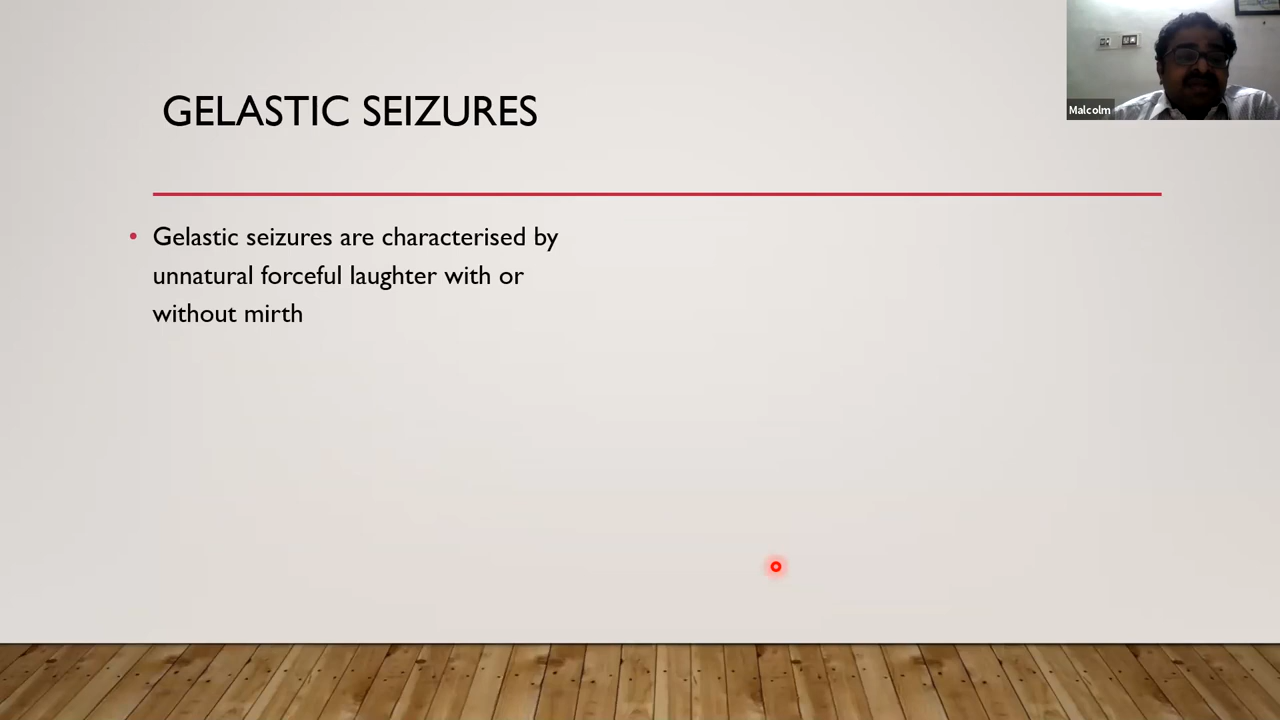 GELASTIC SEIZURES
Malcolm
• Gelastic seizures are characterised by
unnatural forceful laughter with or
without mirth